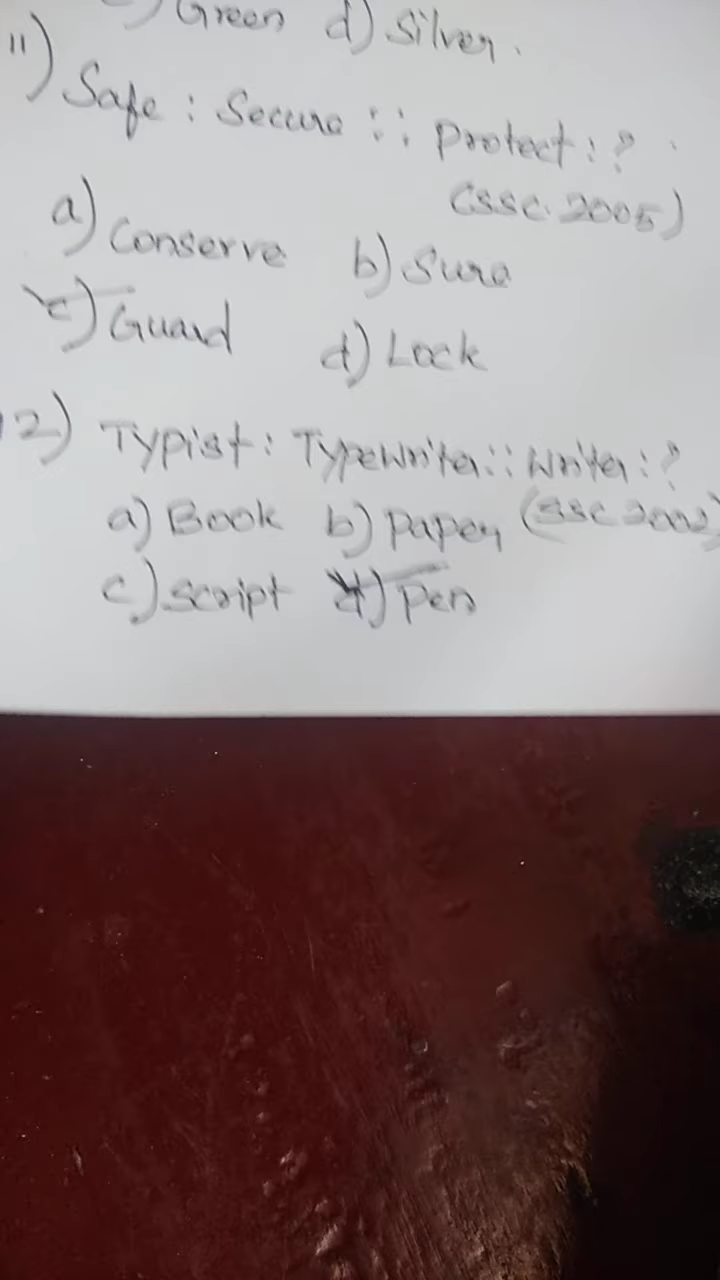 Green d) Silver.
11) Safe : Secure :: Protect : ?
(SSC. 2005)
a) Conserve b) Sure
c) Guard d) Lock
12) Typist : Typewriter :: Writer : ?
a) Book b) Paper (SSC 2002)
c) Script d) Pen